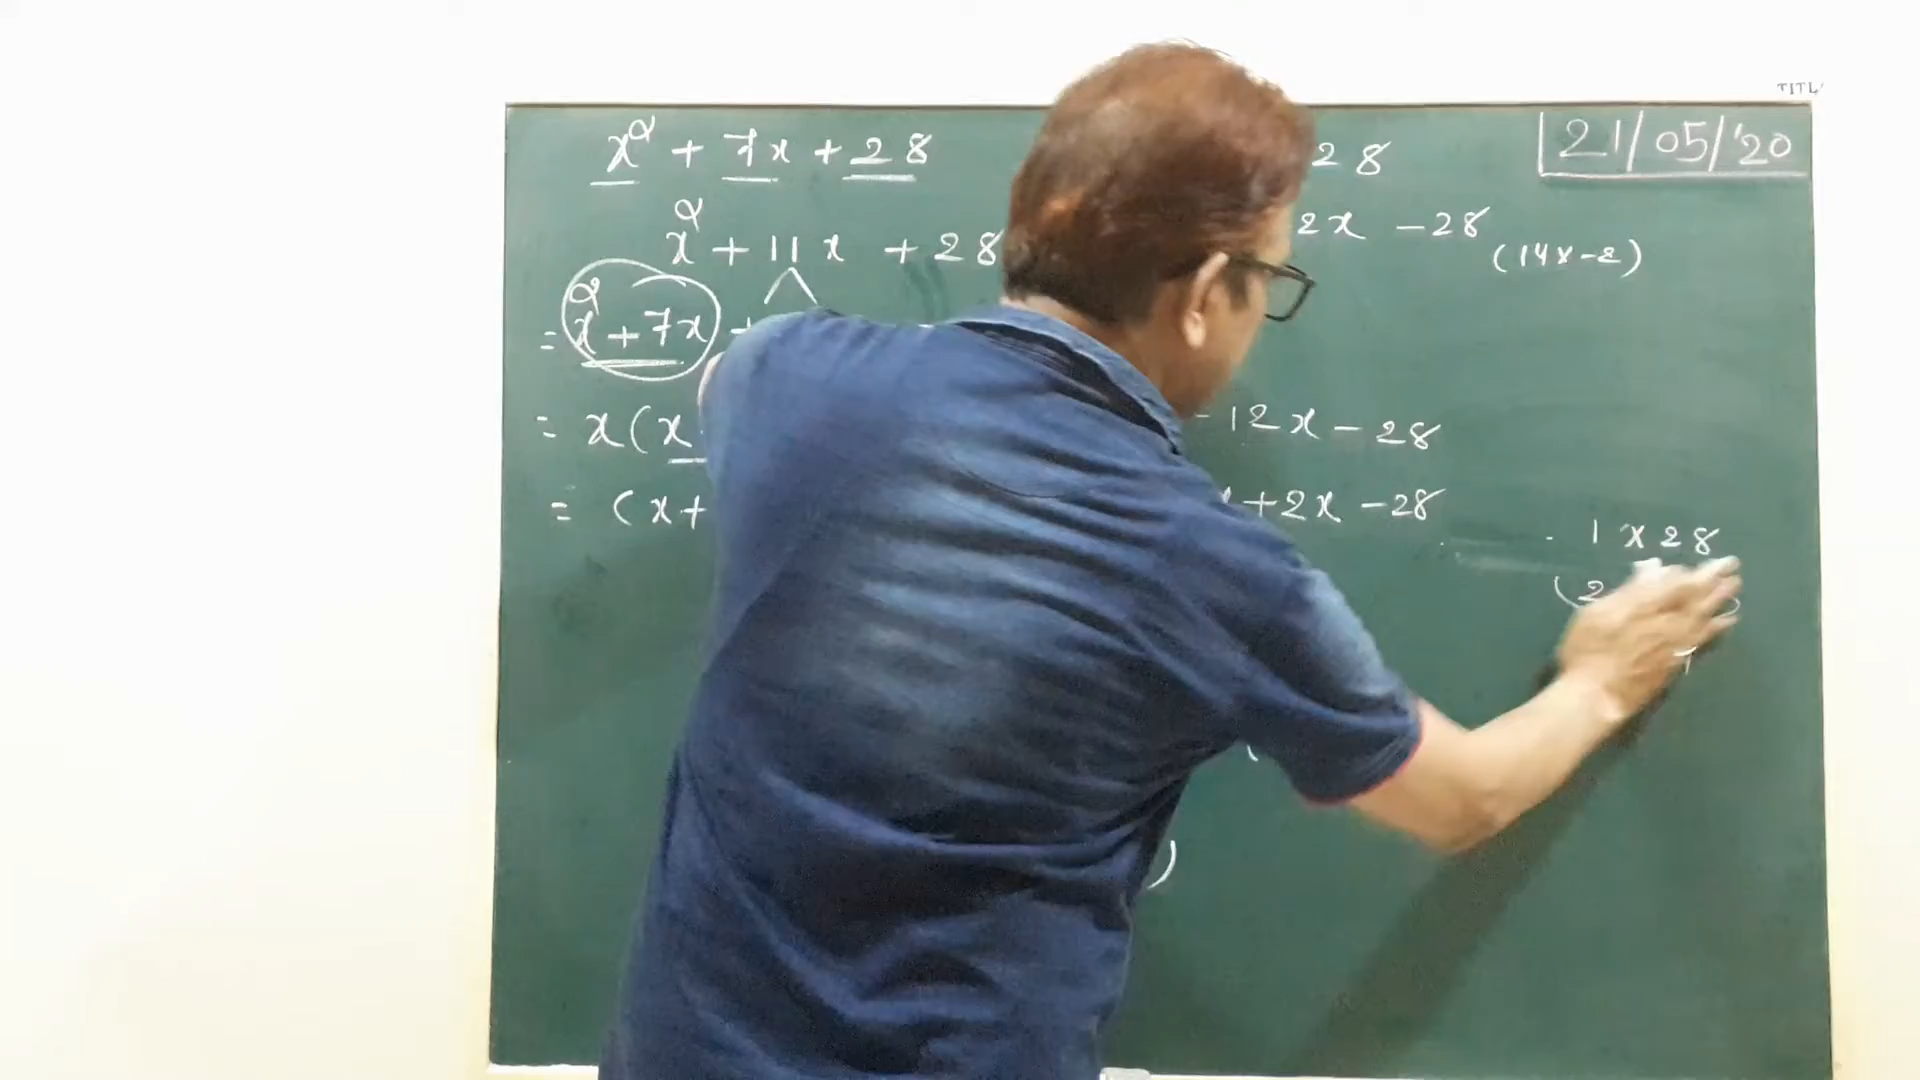 x² + 7x + 28
28
21/05/'20
x² + 11x + 28
2x - 28
(14x-2)
= x² + 7x +
= x(x
- 12x - 28
= (x+
+2x - 28
1 x 28
(2
)